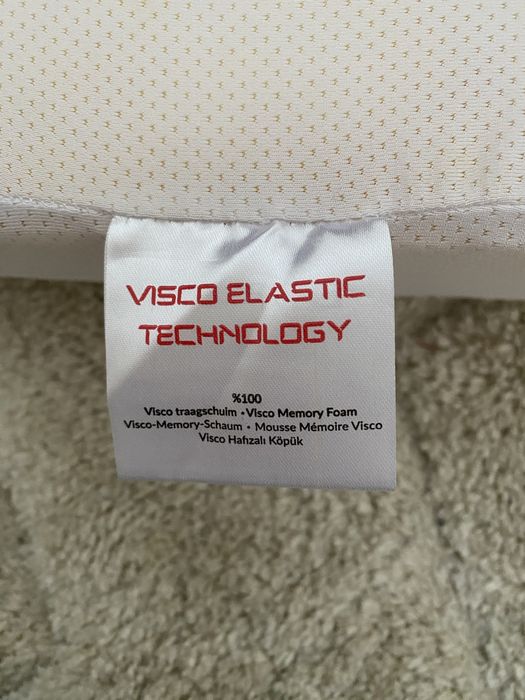 VISCO ELASTIC
TECHNOLOGY
%100
Visco traagschuim • Visco Memory Foam
Visco-Memory-Schaum • Mousse Mémoire Visco
Visco Hafızalı Köpük